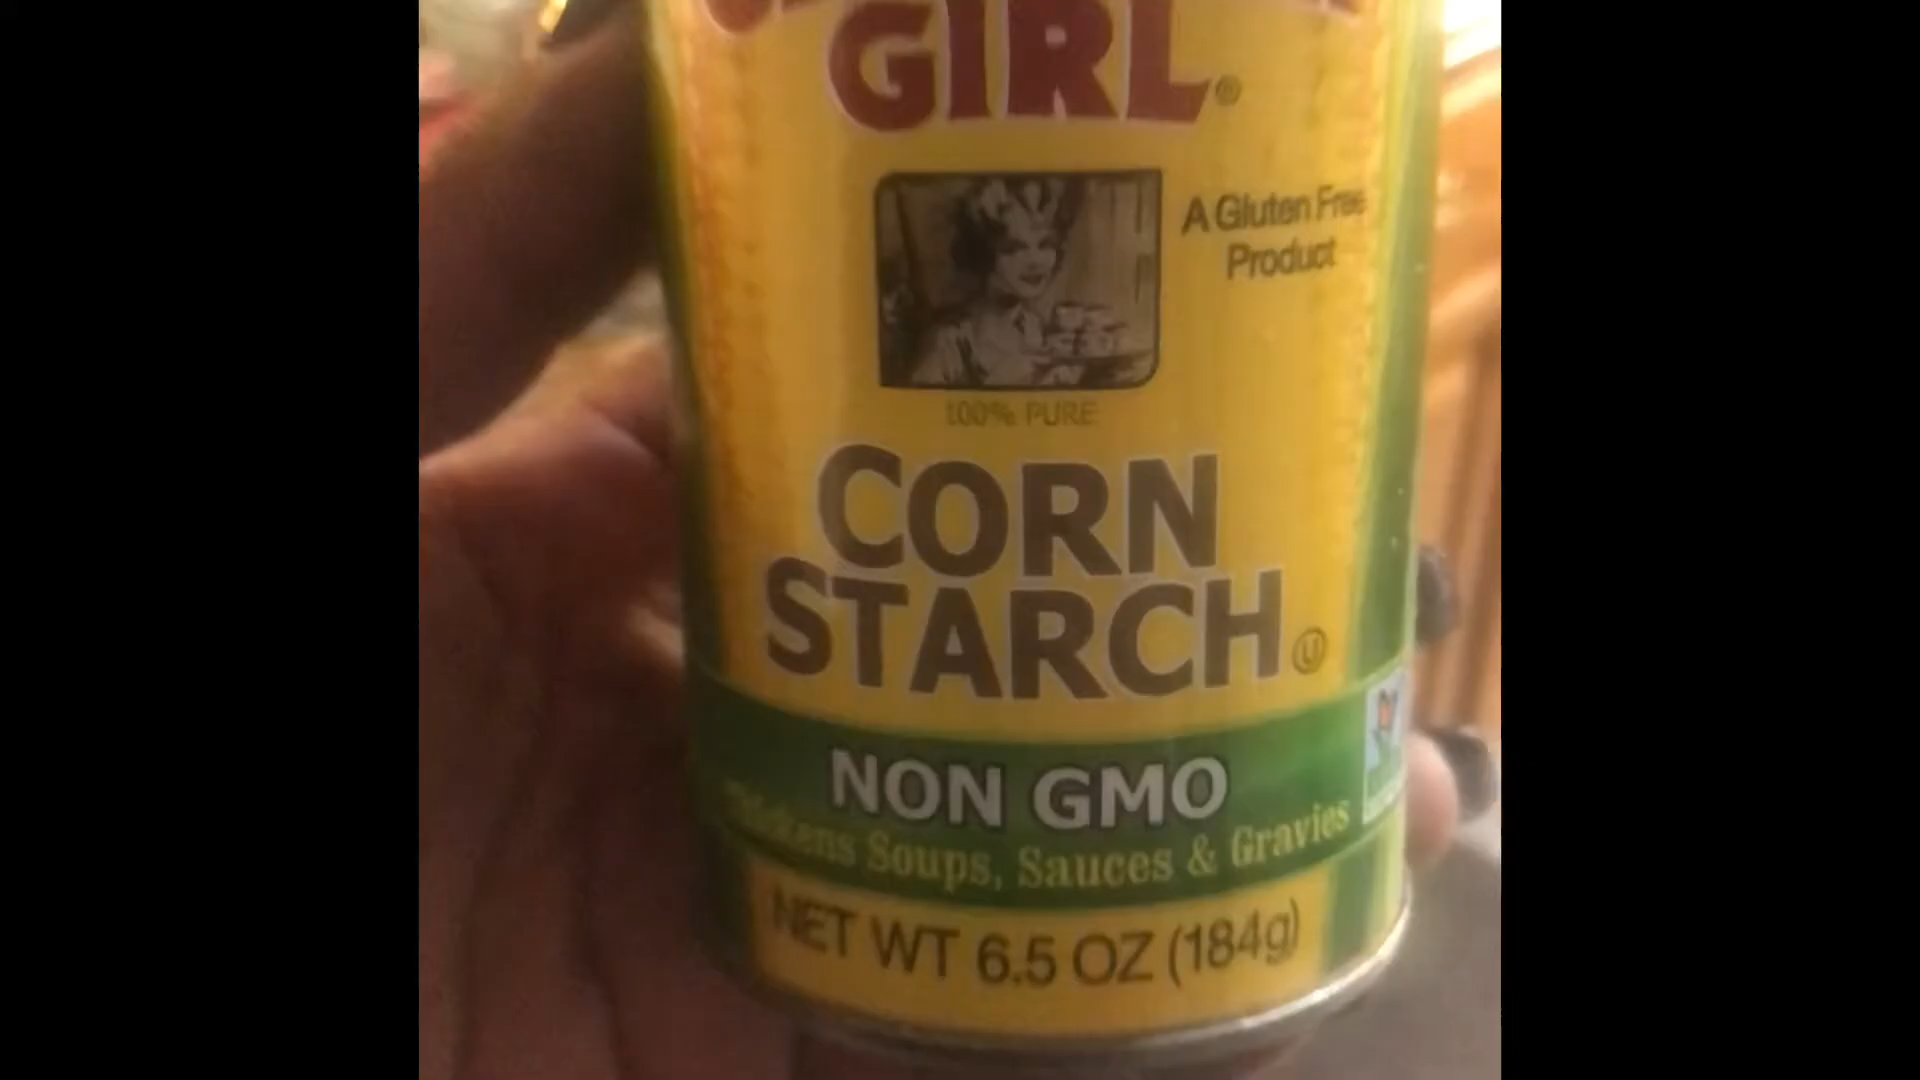 GIRL®
A Gluten Free
Product
100% PURE
CORN
STARCH Ⓤ
NON GMO
Soups, Sauces & Gravies
NET WT 6.5 OZ (184g)